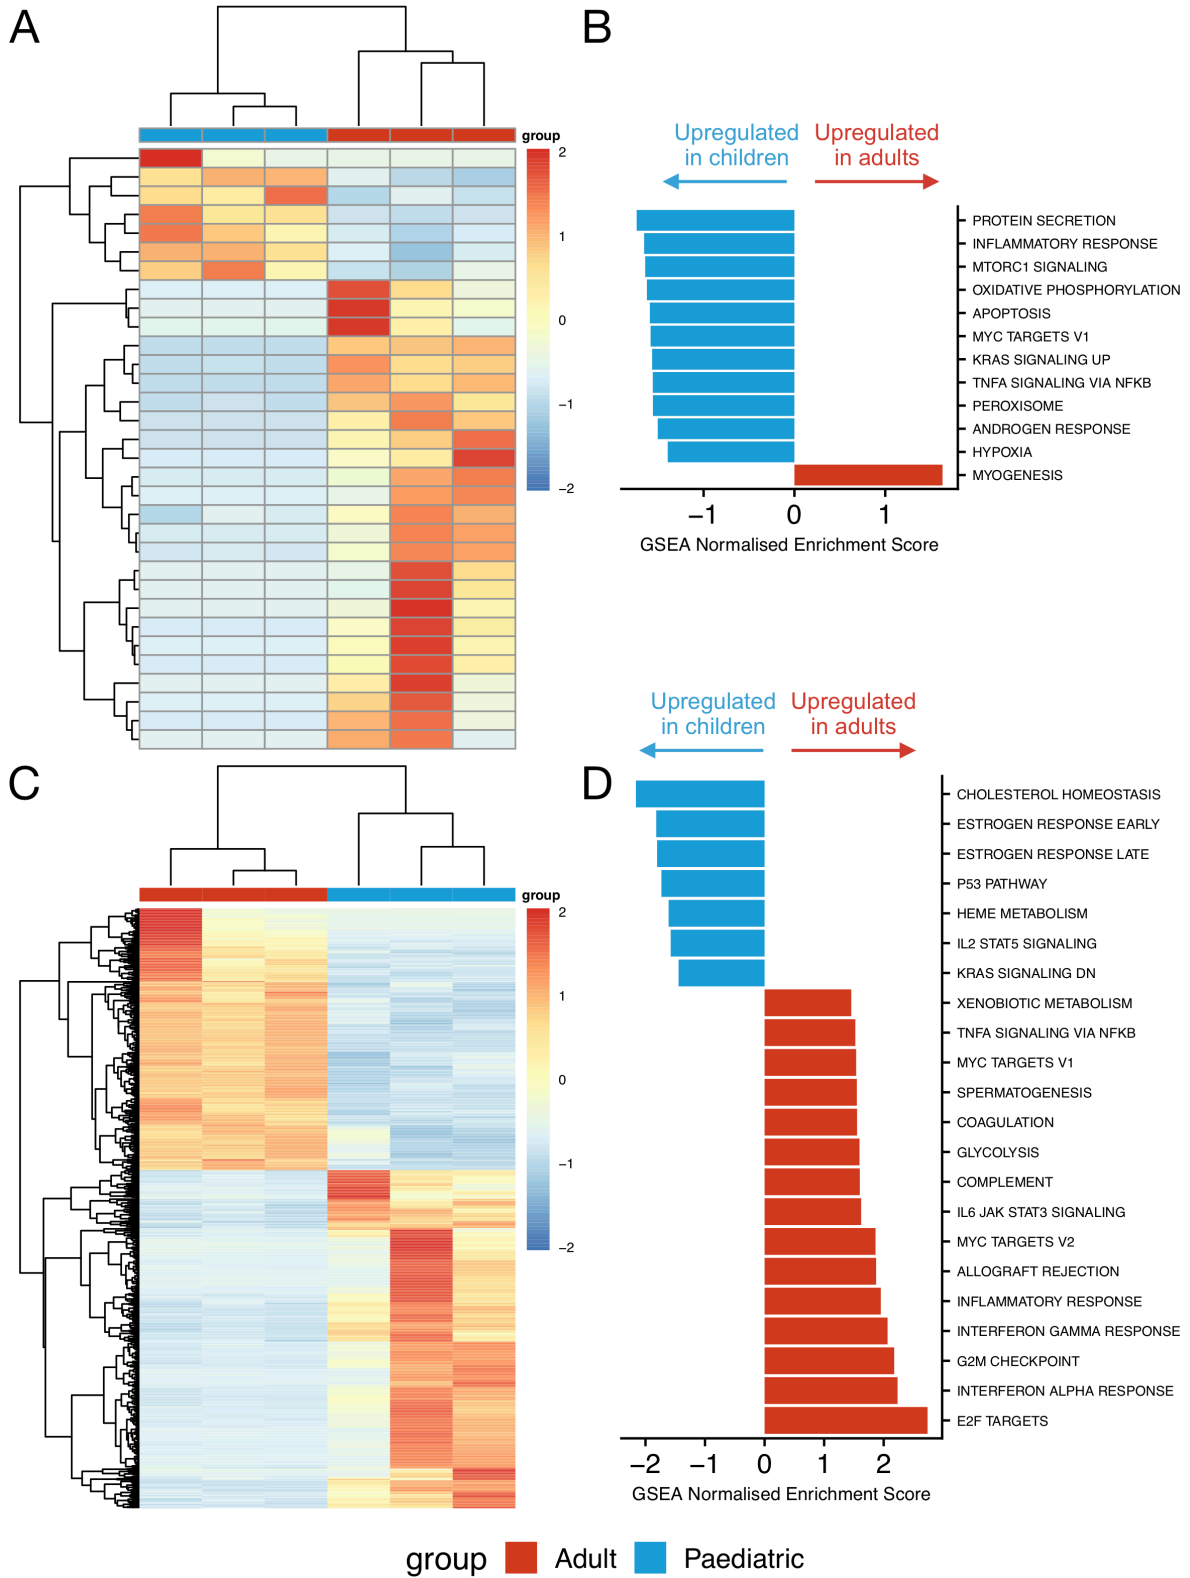 A
group
2
1
0
−1
−2
B
Upregulated
in children
Upregulated
in adults
PROTEIN SECRETION
INFLAMMATORY RESPONSE
MTORC1 SIGNALING
OXIDATIVE PHOSPHORYLATION
APOPTOSIS
MYC TARGETS V1
KRAS SIGNALING UP
TNFA SIGNALING VIA NFKB
PEROXISOME
ANDROGEN RESPONSE
HYPOXIA
MYOGENESIS
−1 0 1
GSEA Normalised Enrichment Score
C
group
2
1
0
−1
−2
D
Upregulated
in children
Upregulated
in adults
CHOLESTEROL HOMEOSTASIS
ESTROGEN RESPONSE EARLY
ESTROGEN RESPONSE LATE
P53 PATHWAY
HEME METABOLISM
IL2 STAT5 SIGNALING
KRAS SIGNALING DN
XENOBIOTIC METABOLISM
TNFA SIGNALING VIA NFKB
MYC TARGETS V1
SPERMATOGENESIS
COAGULATION
GLYCOLYSIS
COMPLEMENT
IL6 JAK STAT3 SIGNALING
MYC TARGETS V2
ALLOGRAFT REJECTION
INFLAMMATORY RESPONSE
INTERFERON GAMMA RESPONSE
G2M CHECKPOINT
INTERFERON ALPHA RESPONSE
E2F TARGETS
−2 −1 0 1 2
GSEA Normalised Enrichment Score
group Adult Paediatric